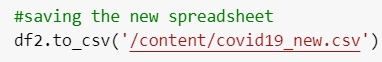 #saving the new spreadsheet
df2.to_csv('/content/covid19_new.csv')